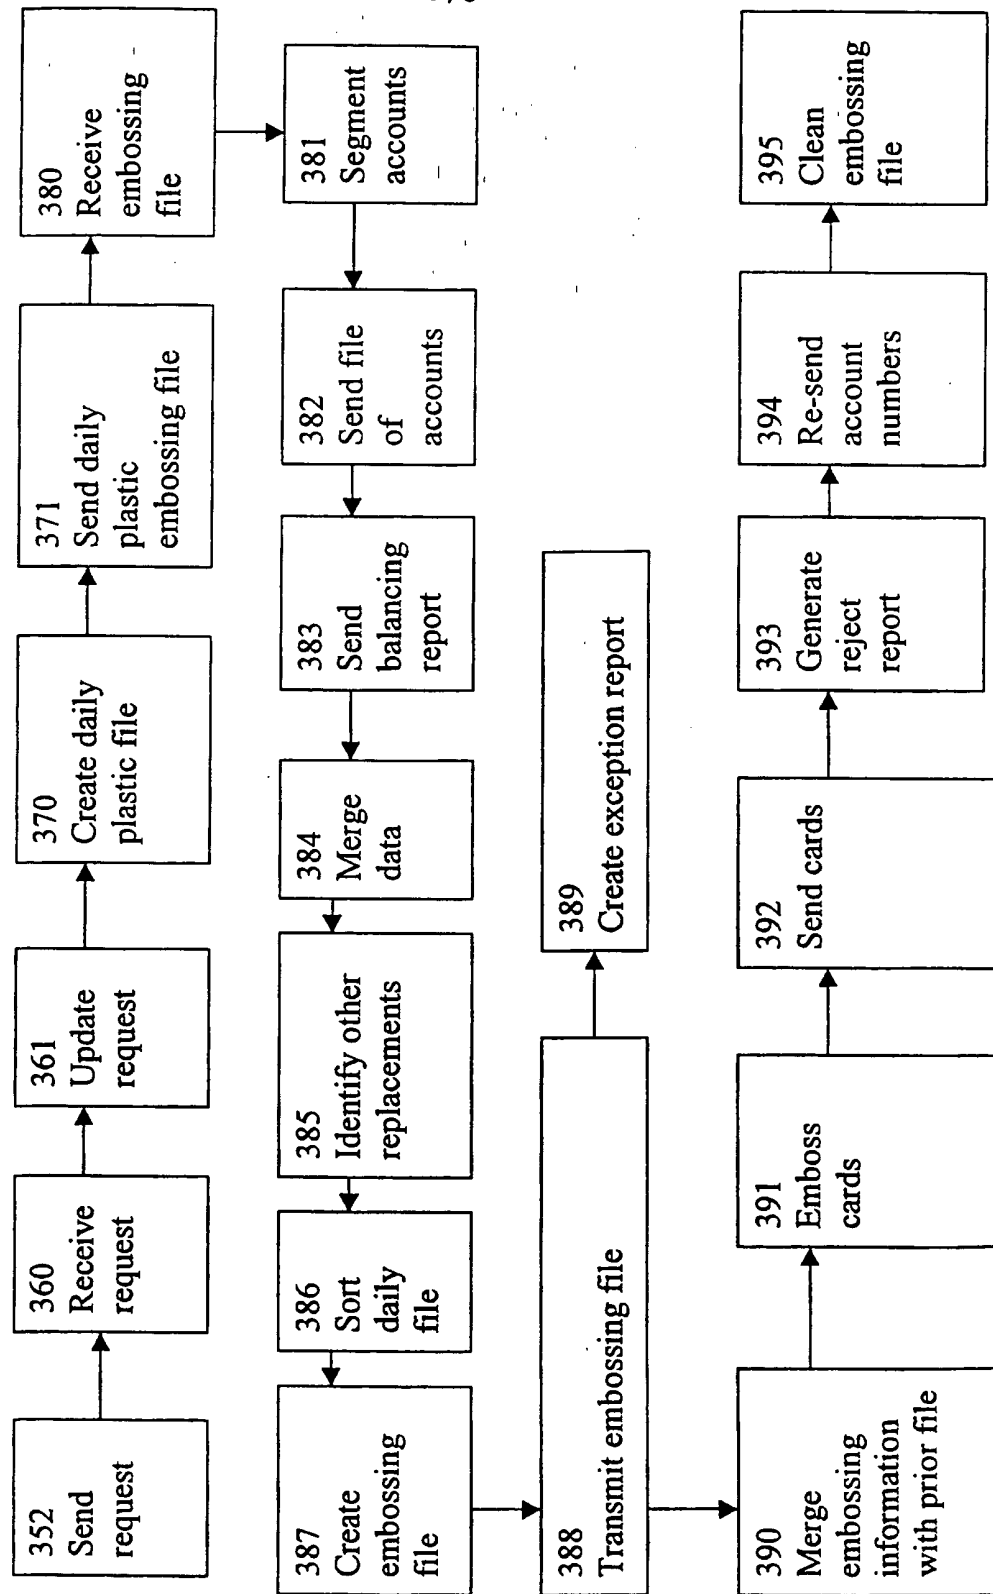 352
Send
request
360
Receive
request
361
Update
request
370
Create daily
plastic file
371
Send daily
plastic
embossing file
380
Receive
embossing
file
381
Segment
accounts
382
Send file
of
accounts
383
Send
balancing
report
384
Merge
data
385
Identify other
replacements
386
Sort
daily
file
387
Create
embossing
file
388
Transmit embossing file
389
Create exception report
390
Merge
embossing
information
with prior file
391
Emboss
cards
392
Send cards
393
Generate
reject
report
394
Re-send
account
numbers
395
Clean
embossing
file